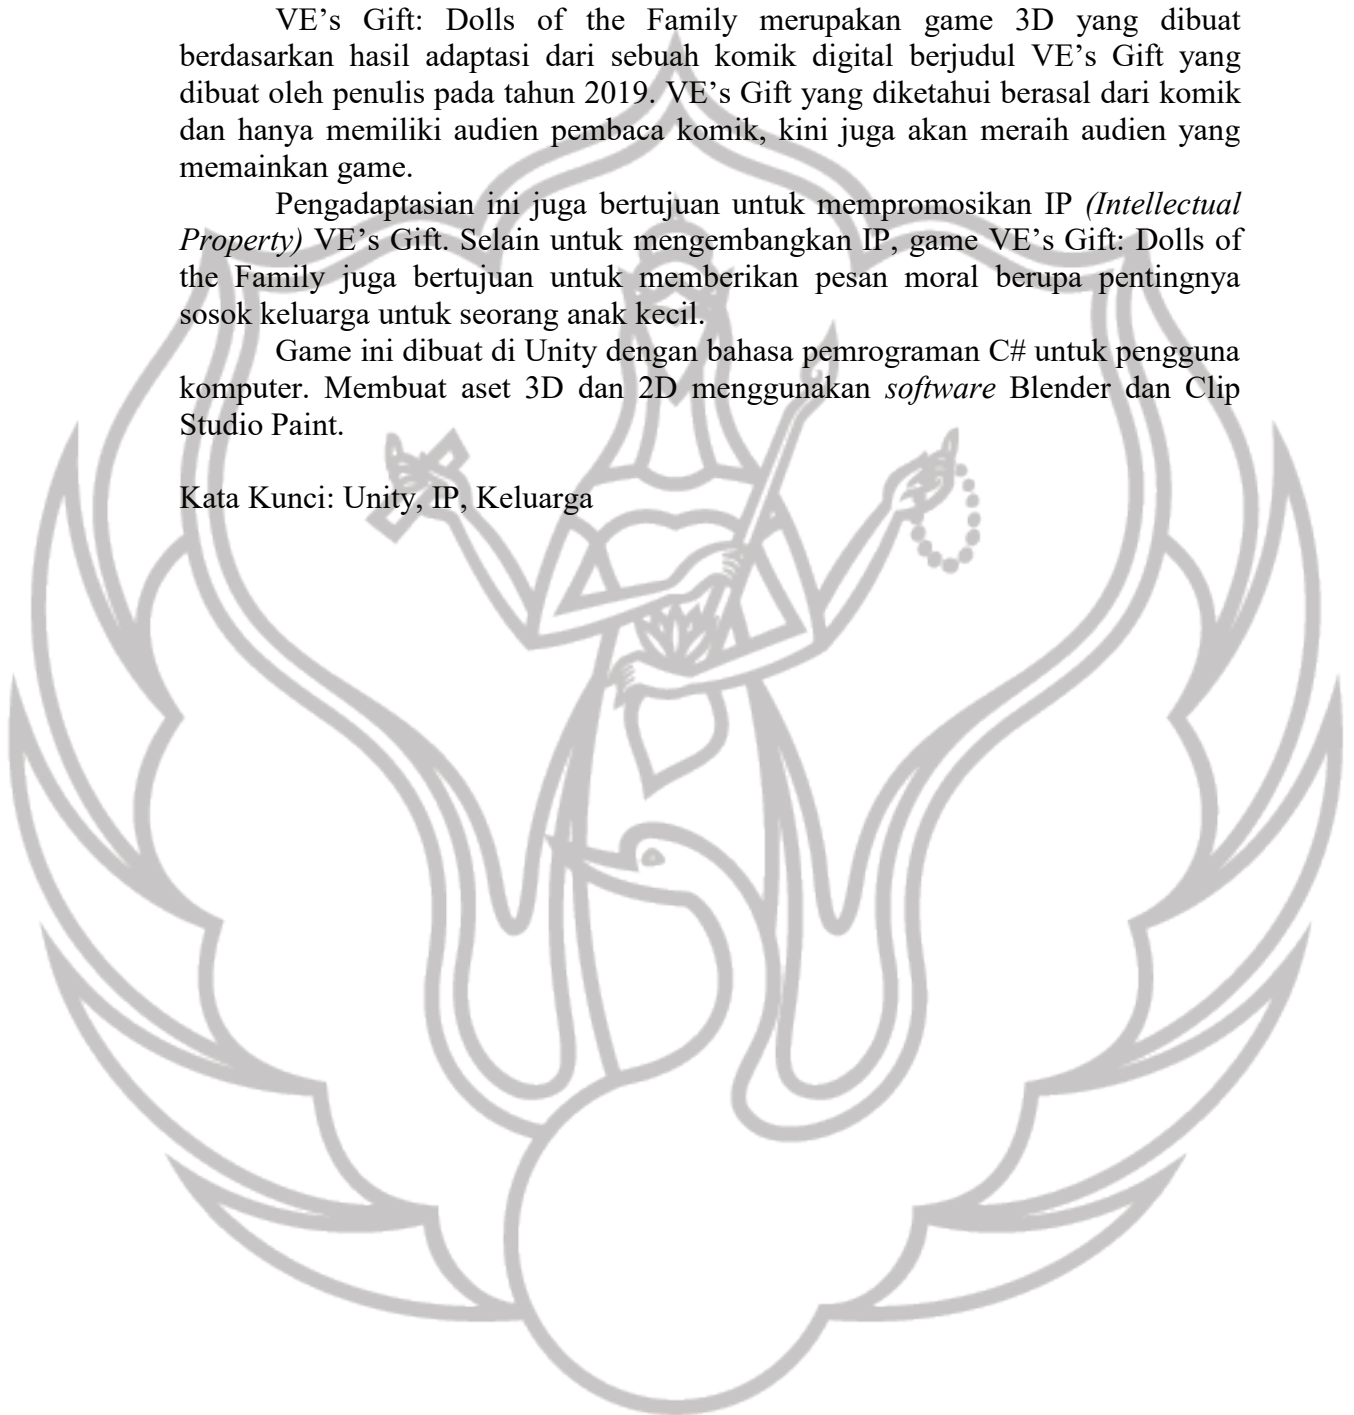 VE’s Gift: Dolls of the Family merupakan game 3D yang dibuat
berdasarkan hasil adaptasi dari sebuah komik digital berjudul VE’s Gift yang
dibuat oleh penulis pada tahun 2019. VE’s Gift yang diketahui berasal dari komik
dan hanya memiliki audien pembaca komik, kini juga akan meraih audien yang
memainkan game.
Pengadaptasian ini juga bertujuan untuk mempromosikan IP (Intellectual
Property) VE’s Gift. Selain untuk mengembangkan IP, game VE’s Gift: Dolls of
the Family juga bertujuan untuk memberikan pesan moral berupa pentingnya
sosok keluarga untuk seorang anak kecil.
Game ini dibuat di Unity dengan bahasa pemrograman C# untuk pengguna
komputer. Membuat aset 3D dan 2D menggunakan software Blender dan Clip
Studio Paint.
Kata Kunci: Unity, IP, Keluarga